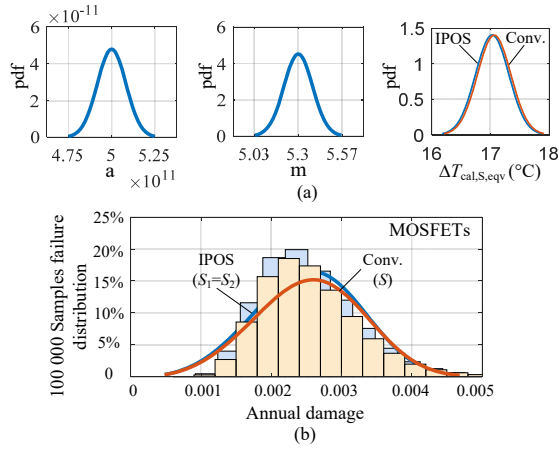 ×10⁻¹¹
6
4
2
0
pdf
4.75 5 5.25
a
×10¹¹
6
4
2
0
pdf
5.03 5.3 5.57
m
1.5
1
0.5
0
pdf
IPOS
Conv.
16 17 18
ΔTcal,S,eqv (°C)
(a)
25%
20%
15%
10%
5%
0
100 000 Samples failure
distribution
MOSFETs
IPOS
(S₁=S₂)
Conv.
(S)
0 0.001 0.002 0.003 0.004 0.005
Annual damage
(b)